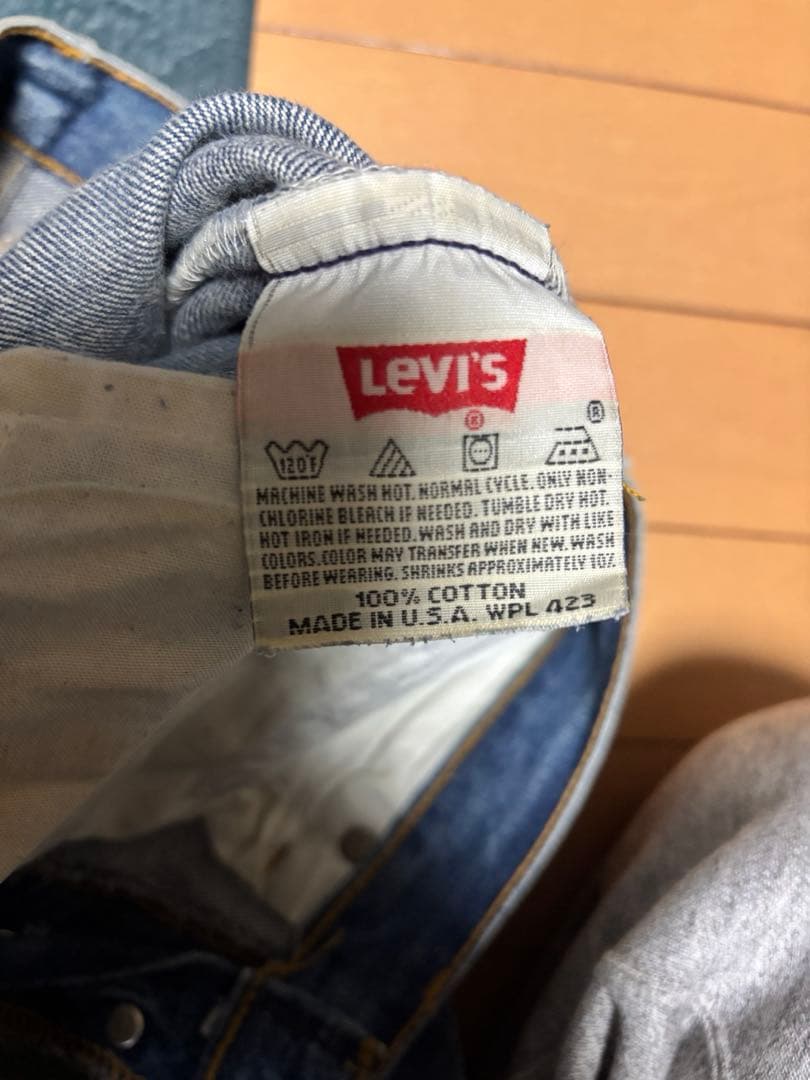 LEVI'S
®
®
120F
MACHINE WASH HOT. NORMAL CYCLE. ONLY NON-
CHLORINE BLEACH IF NEEDED. TUMBLE DRY HOT.
HOT IRON IF NEEDED. WASH AND DRY WITH LIKE
COLORS. COLOR MAY TRANSFER WHEN NEW. WASH
BEFORE WEARING. SHRINKS APPROXIMATELY 10%
100% COTTON
MADE IN U.S.A. WPL 423